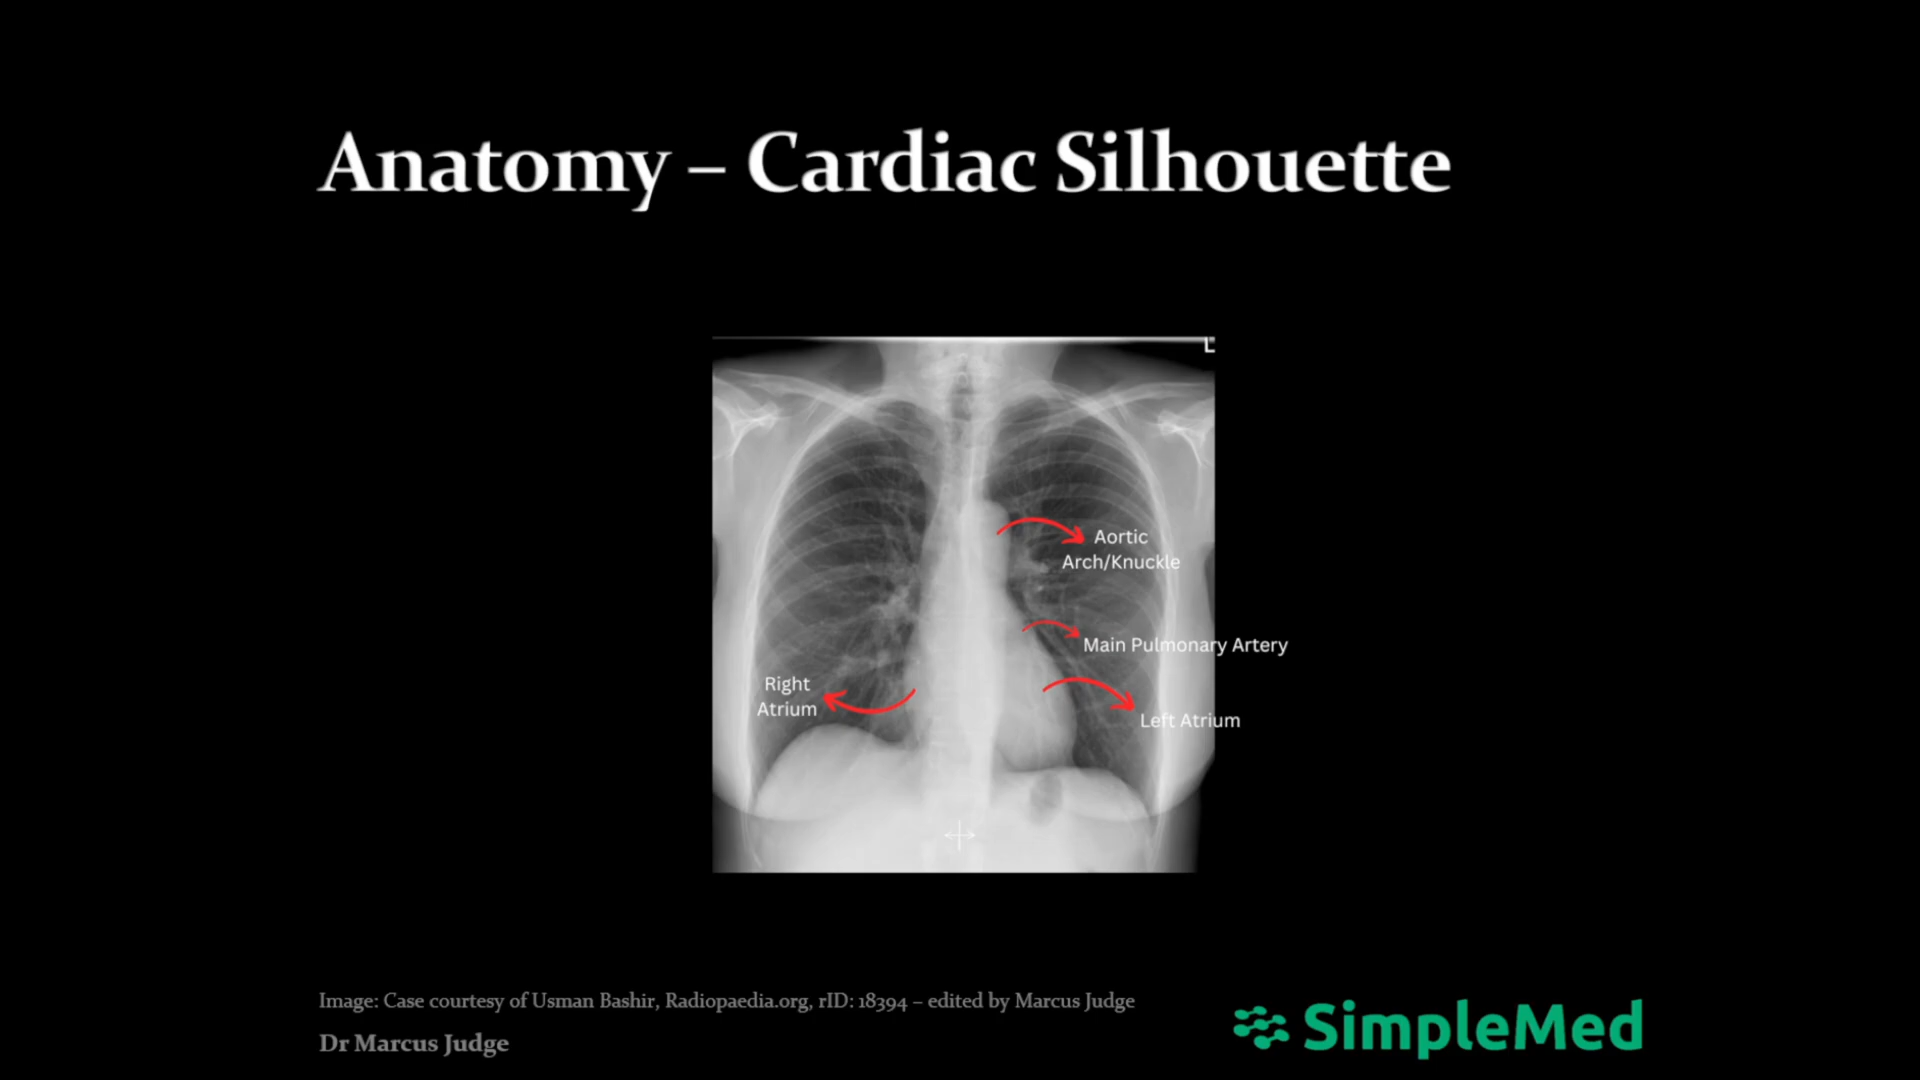 Anatomy – Cardiac Silhouette
L
Aortic
Arch/Knuckle
Main Pulmonary Artery
Right
Atrium
Left Atrium
Image: Case courtesy of Usman Bashir, Radiopaedia.org, rID: 18394 – edited by Marcus Judge
Dr Marcus Judge
SimpleMed